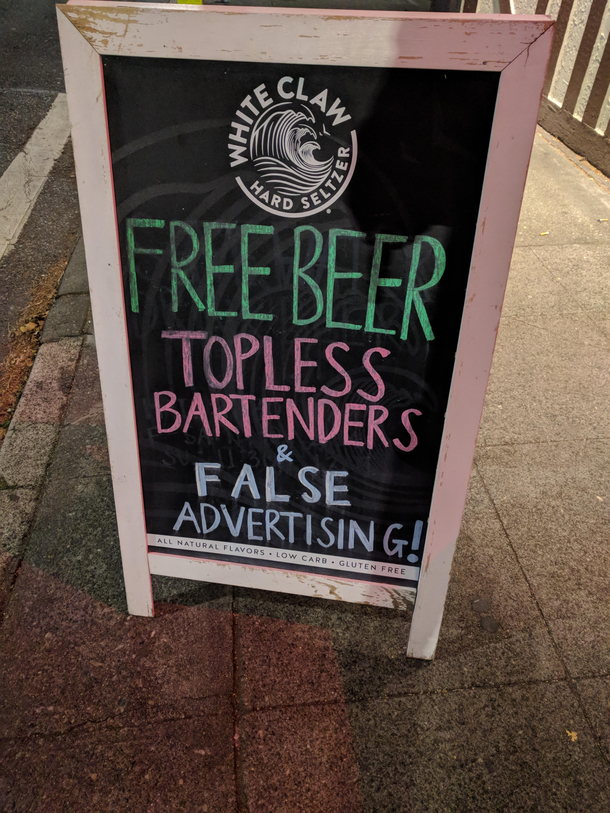 WHITE CLAW
HARD SELTZER
FREE BEER
TOPLESS
BARTENDERS
&
FALSE
ADVERTISING!
ALL NATURAL FLAVORS • LOW CARB • GLUTEN FREE